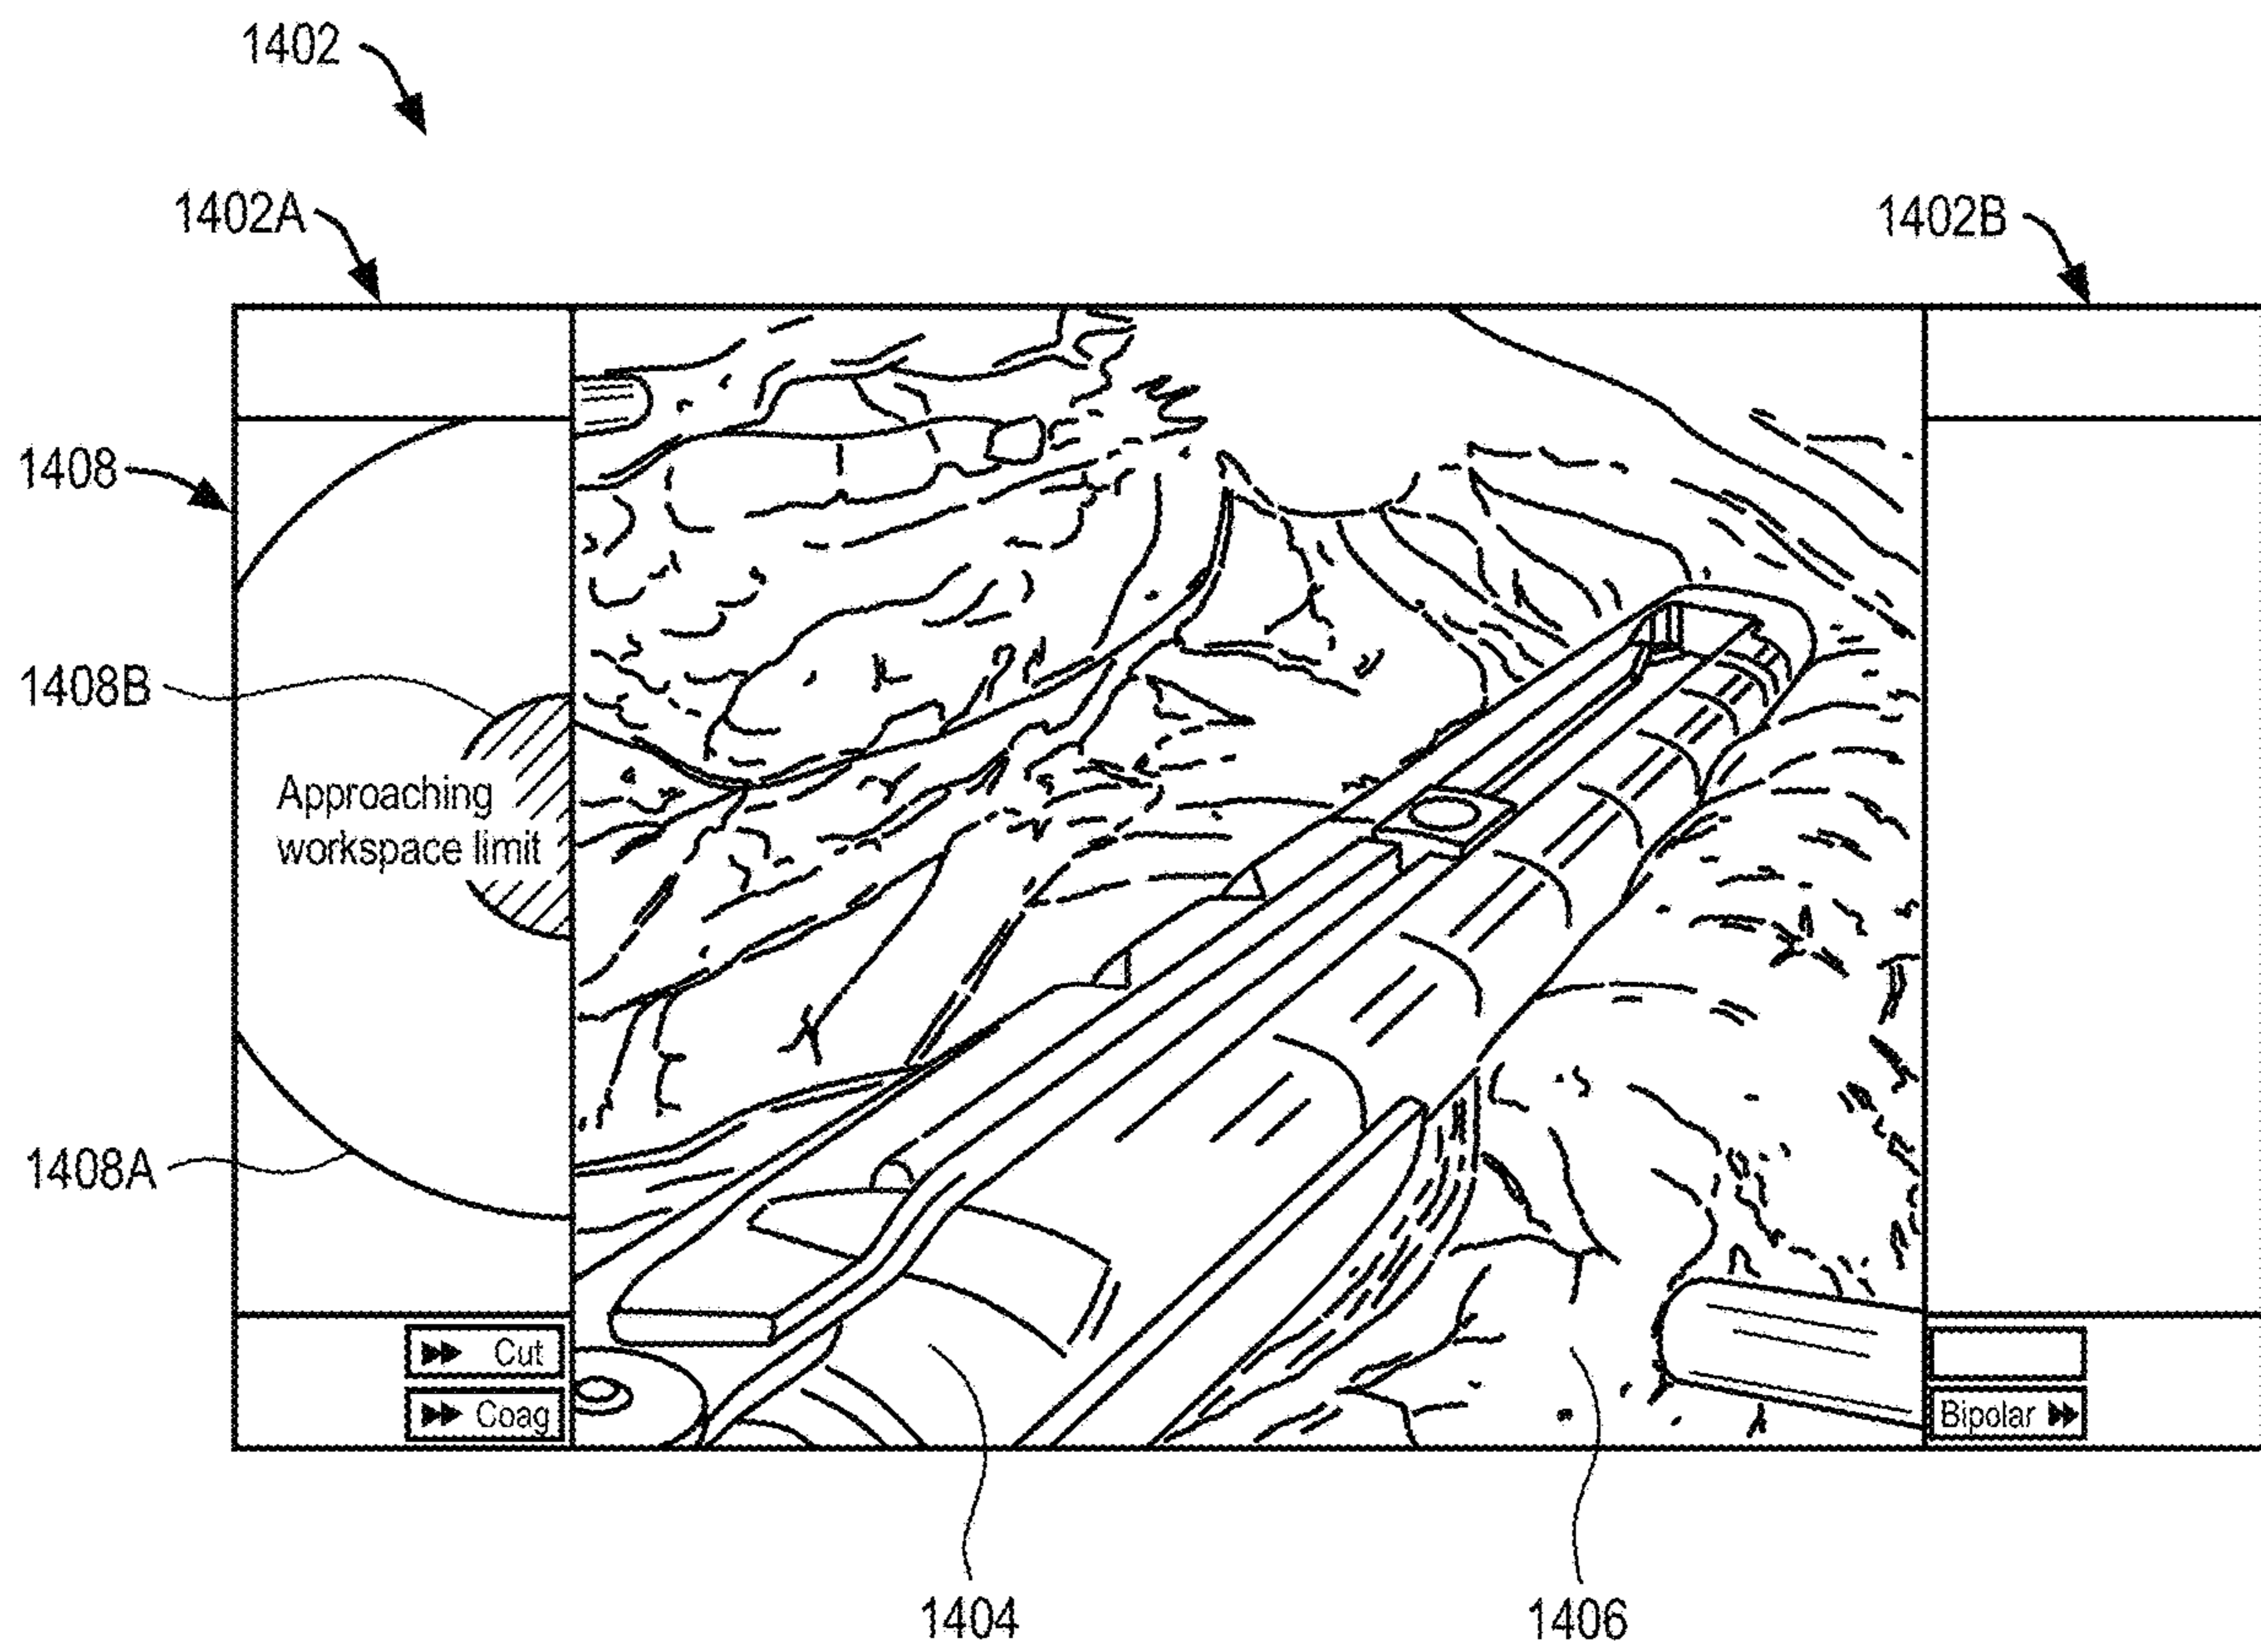 1402
1402A
1402B
1408
1408B
Approaching
workspace limit
1408A
Cut
Coag
Bipolar
1404
1406